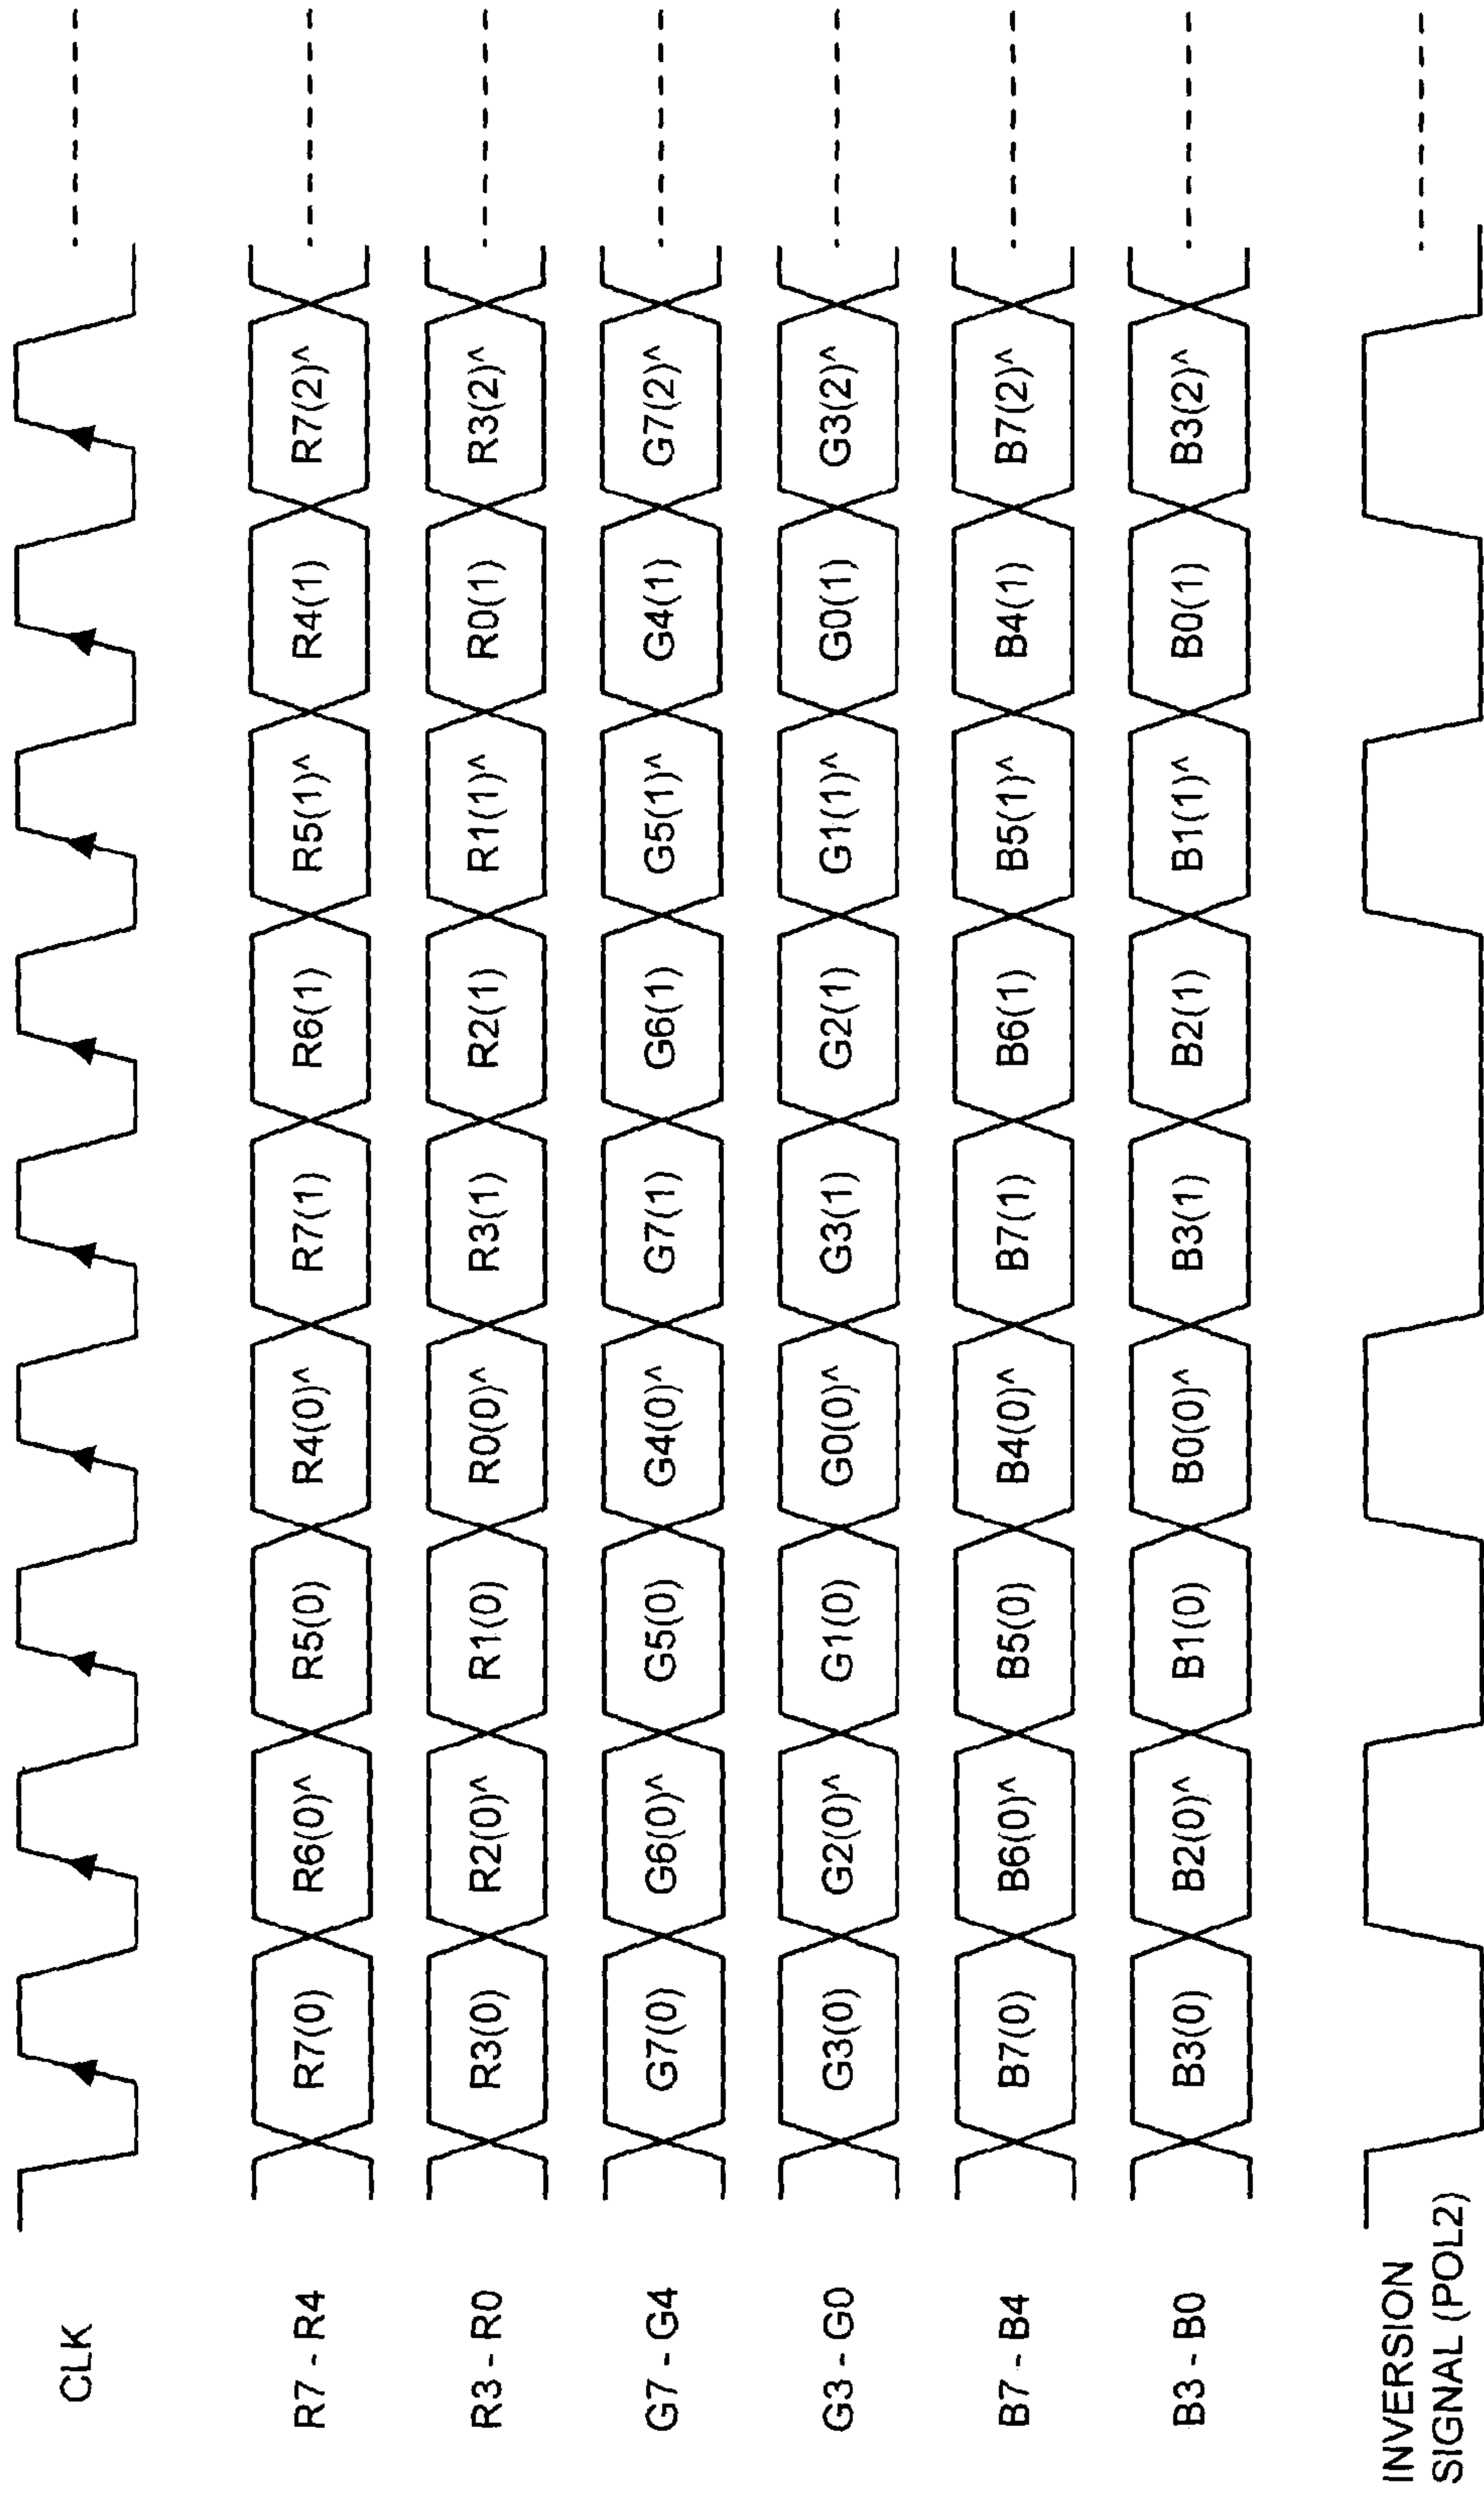 CLK
R7 - R4 R7(0) R6(0)^ R5(0) R4(0)^ R7(1) R6(1) R5(1)^ R4(1) R7(2)^
R3 - R0 R3(0) R2(0)^ R1(0) R0(0)^ R3(1) R2(1) R1(1)^ R0(1) R3(2)^
G7 - G4 G7(0) G6(0)^ G5(0) G4(0)^ G7(1) G6(1) G5(1)^ G4(1) G7(2)^
G3 - G0 G3(0) G2(0)^ G1(0) G0(0)^ G3(1) G2(1) G1(1)^ G0(1) G3(2)^
B7 - B4 B7(0) B6(0)^ B5(0) B4(0)^ B7(1) B6(1) B5(1)^ B4(1) B7(2)^
B3 - B0 B3(0) B2(0)^ B1(0) B0(0)^ B3(1) B2(1) B1(1)^ B0(1) B3(2)^
INVERSION
SIGNAL (POL2)